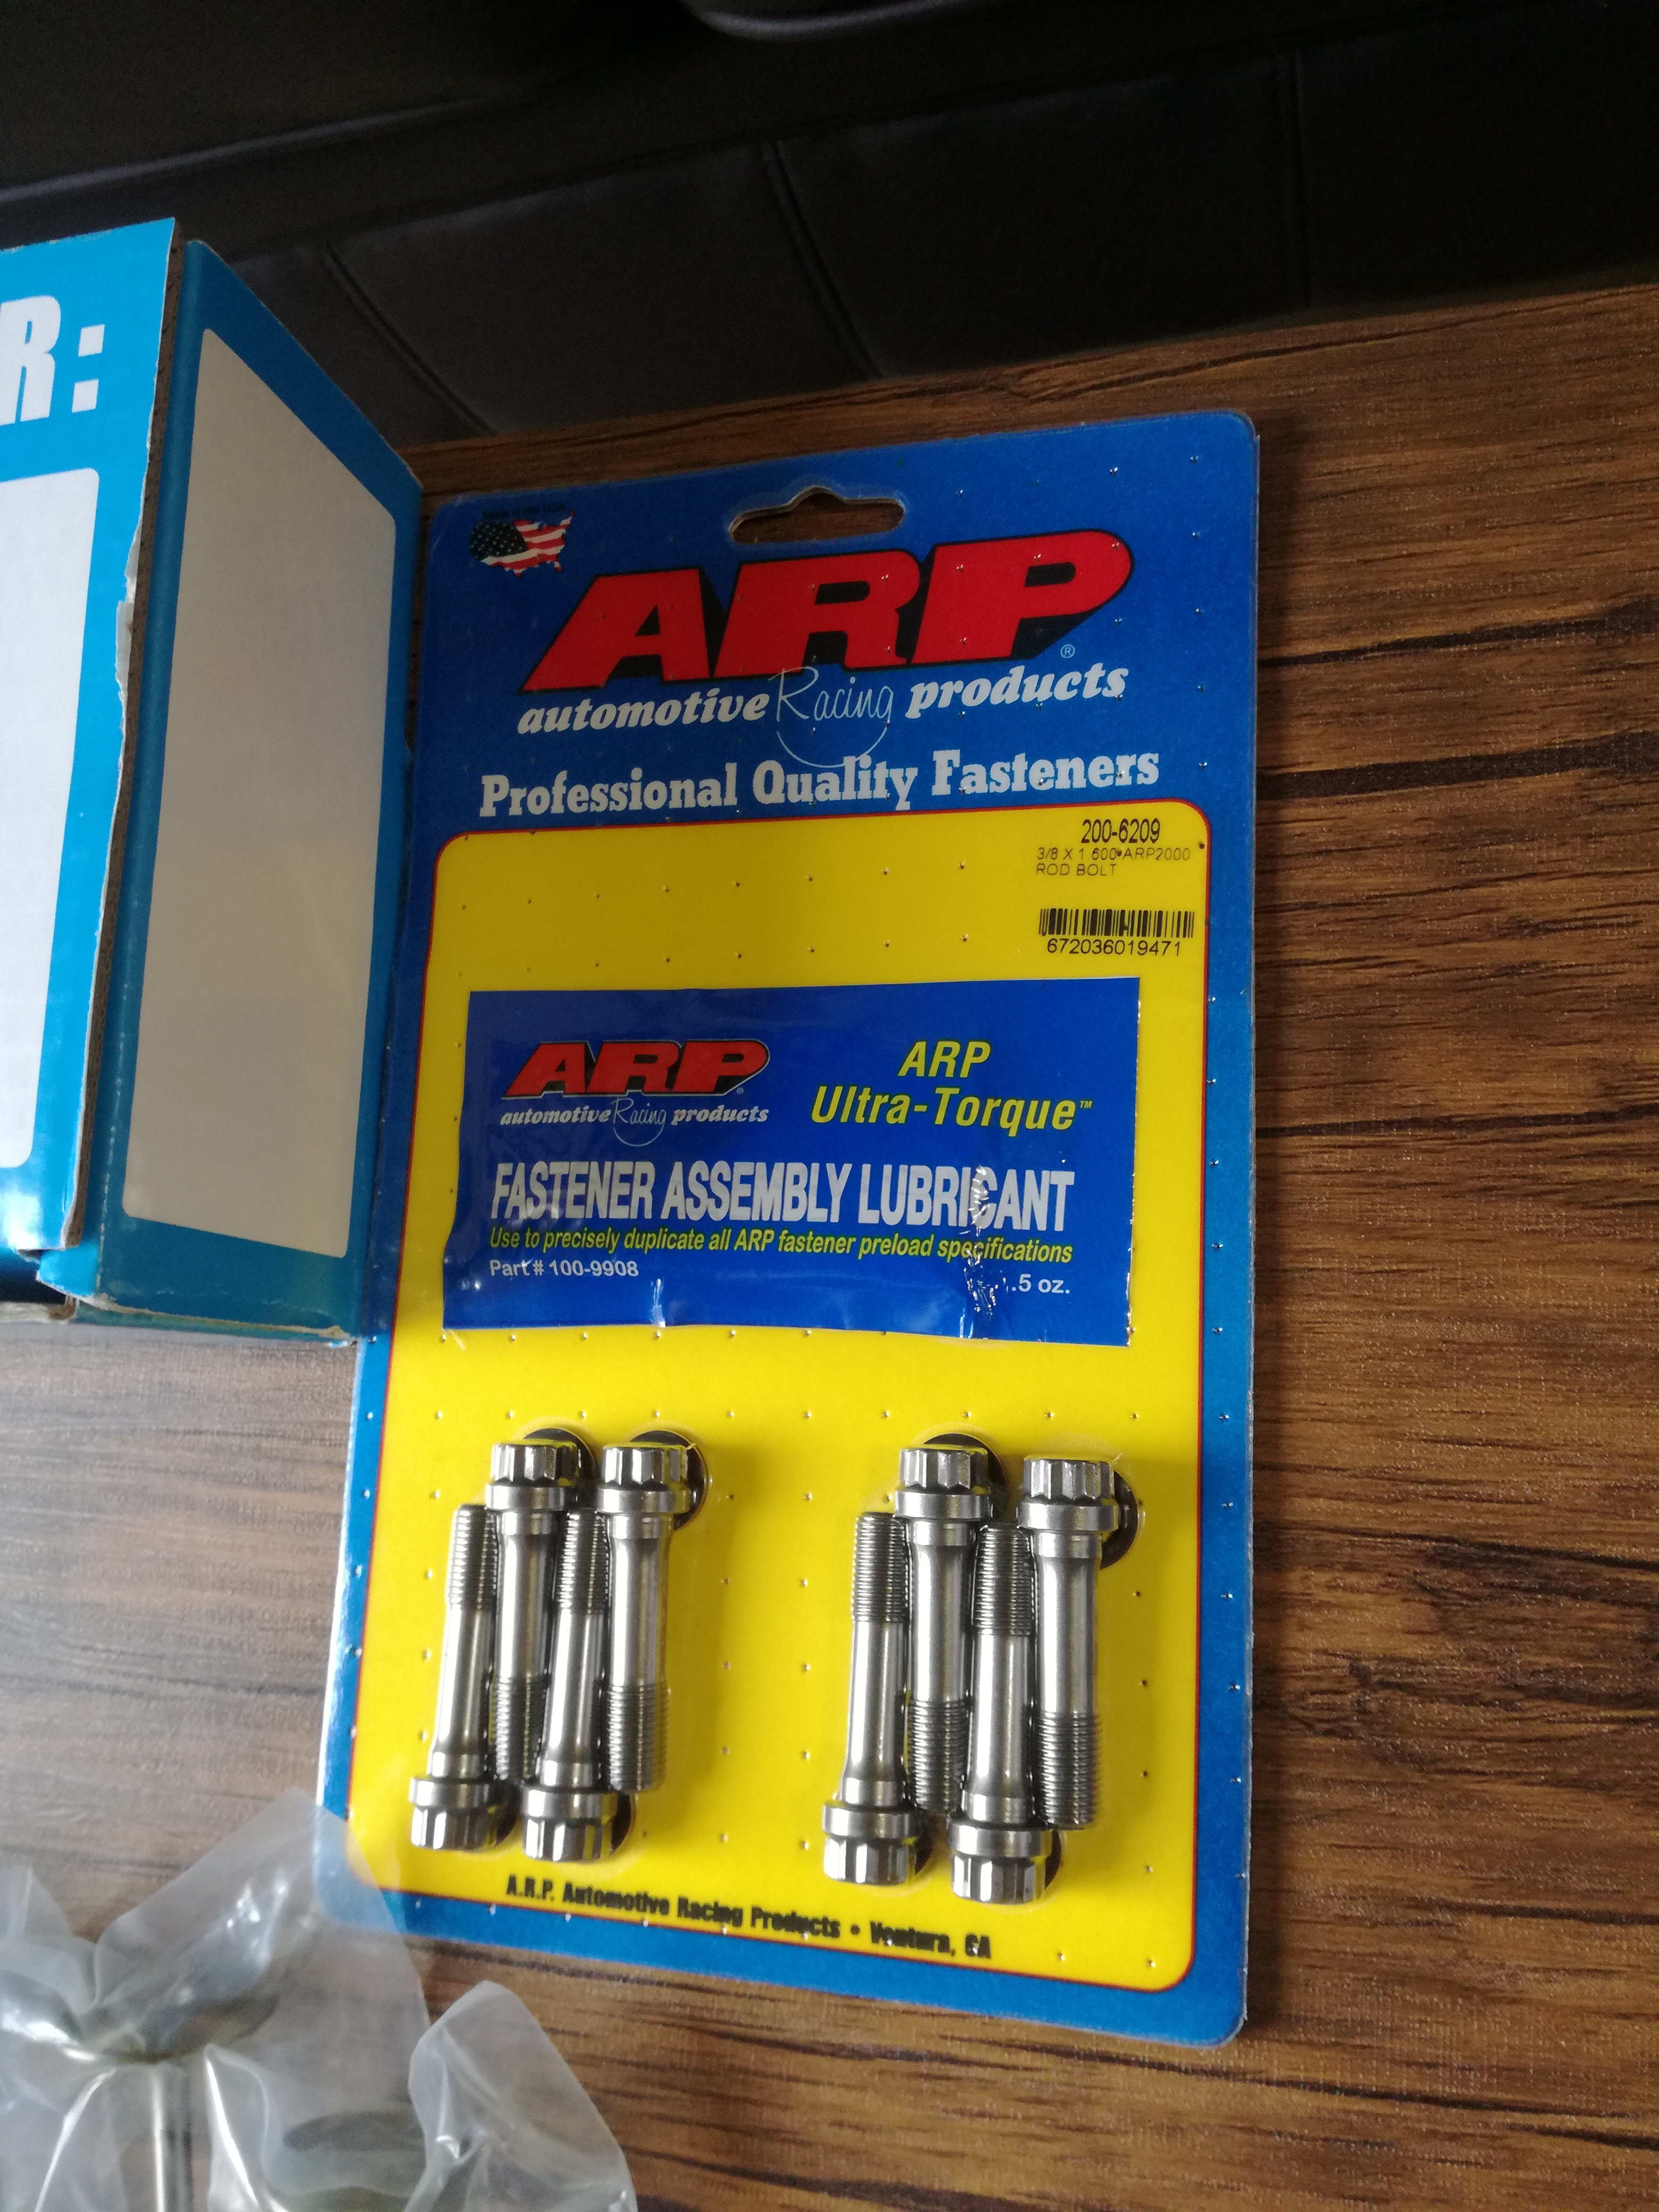 R:
Made in the USA
ARP®
automotive Racing products
Professional Quality Fasteners
200-6209
3/8 X 1.600 ARP2000
ROD BOLT
672036019471
ARP®
automotive Racing products
ARP
Ultra-Torque™
FASTENER ASSEMBLY LUBRICANT
Use to precisely duplicate all ARP fastener preload specifications
Part # 100-9908
.5 oz.
A.R.P. Automotive Racing Products • Ventura, CA